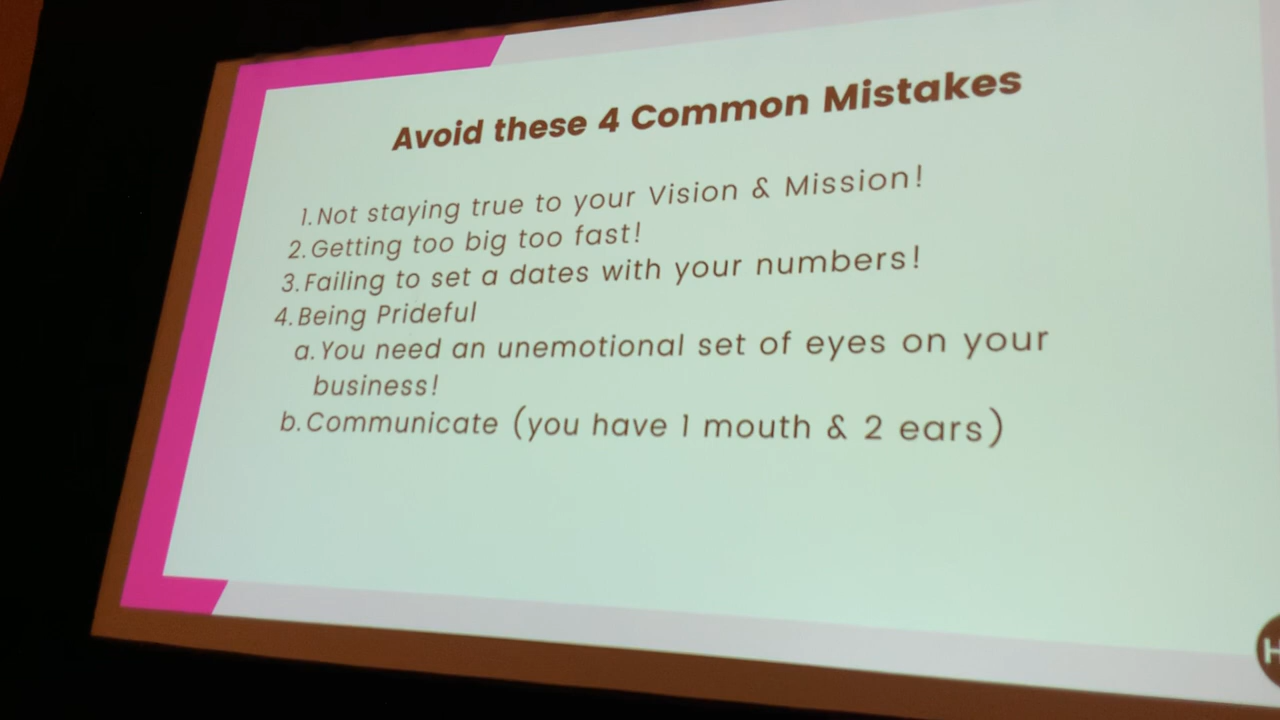 Avoid these 4 Common Mistakes
1. Not staying true to your Vision & Mission!
2. Getting too big too fast!
3. Failing to set a dates with your numbers!
4. Being Prideful
a. You need an unemotional set of eyes on your
business!
b. Communicate (you have 1 mouth & 2 ears)
H